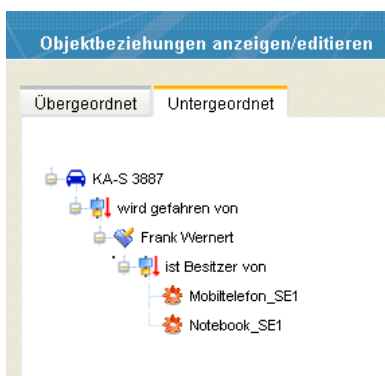 Objektbeziehungen anzeigen/editieren
Übergeordnet Untergeordnet
KA-S 3887
wird gefahren von
Frank Wernert
ist Besitzer von
Mobiltelefon_SE1
Notebook_SE1